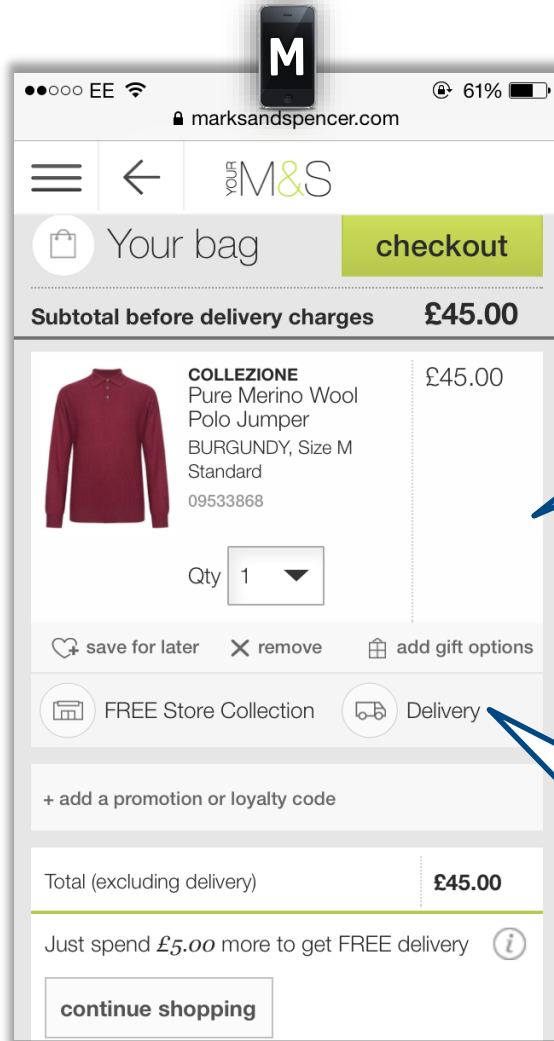 M
EE 61%
marksandspencer.com
YOUR M&S
Your bag checkout
Subtotal before delivery charges £45.00
COLLEZIONE £45.00
Pure Merino Wool
Polo Jumper
BURGUNDY, Size M
Standard
09533868
Qty 1
save for later remove add gift options
FREE Store Collection Delivery
+ add a promotion or loyalty code
Total (excluding delivery) £45.00
Just spend £5.00 more to get FREE delivery i
continue shopping